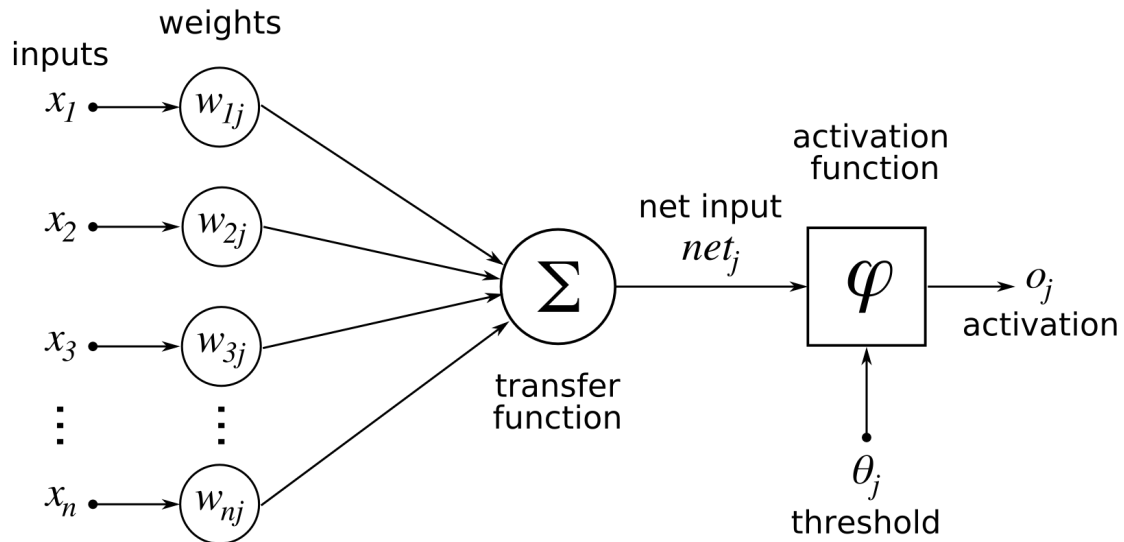 weights
inputs
x1
w1j
activation
function
x2
w2j
net input
netj
Σ
φ
oj
activation
x3
w3j
transfer
function
⋮ ⋮
xn
wnj
θj
threshold